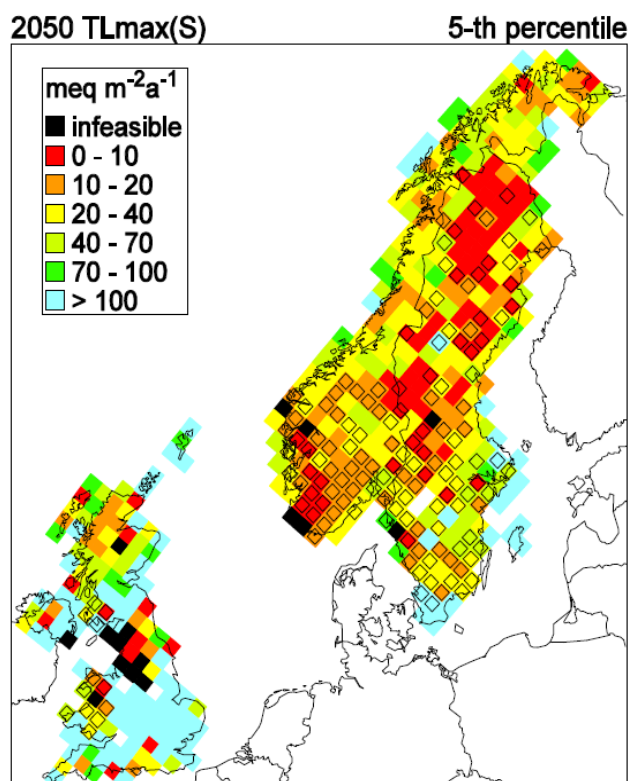 2050 TLmax(S) 5-th percentile
meq m⁻²a⁻¹
infeasible
0 - 10
10 - 20
20 - 40
40 - 70
70 - 100
> 100